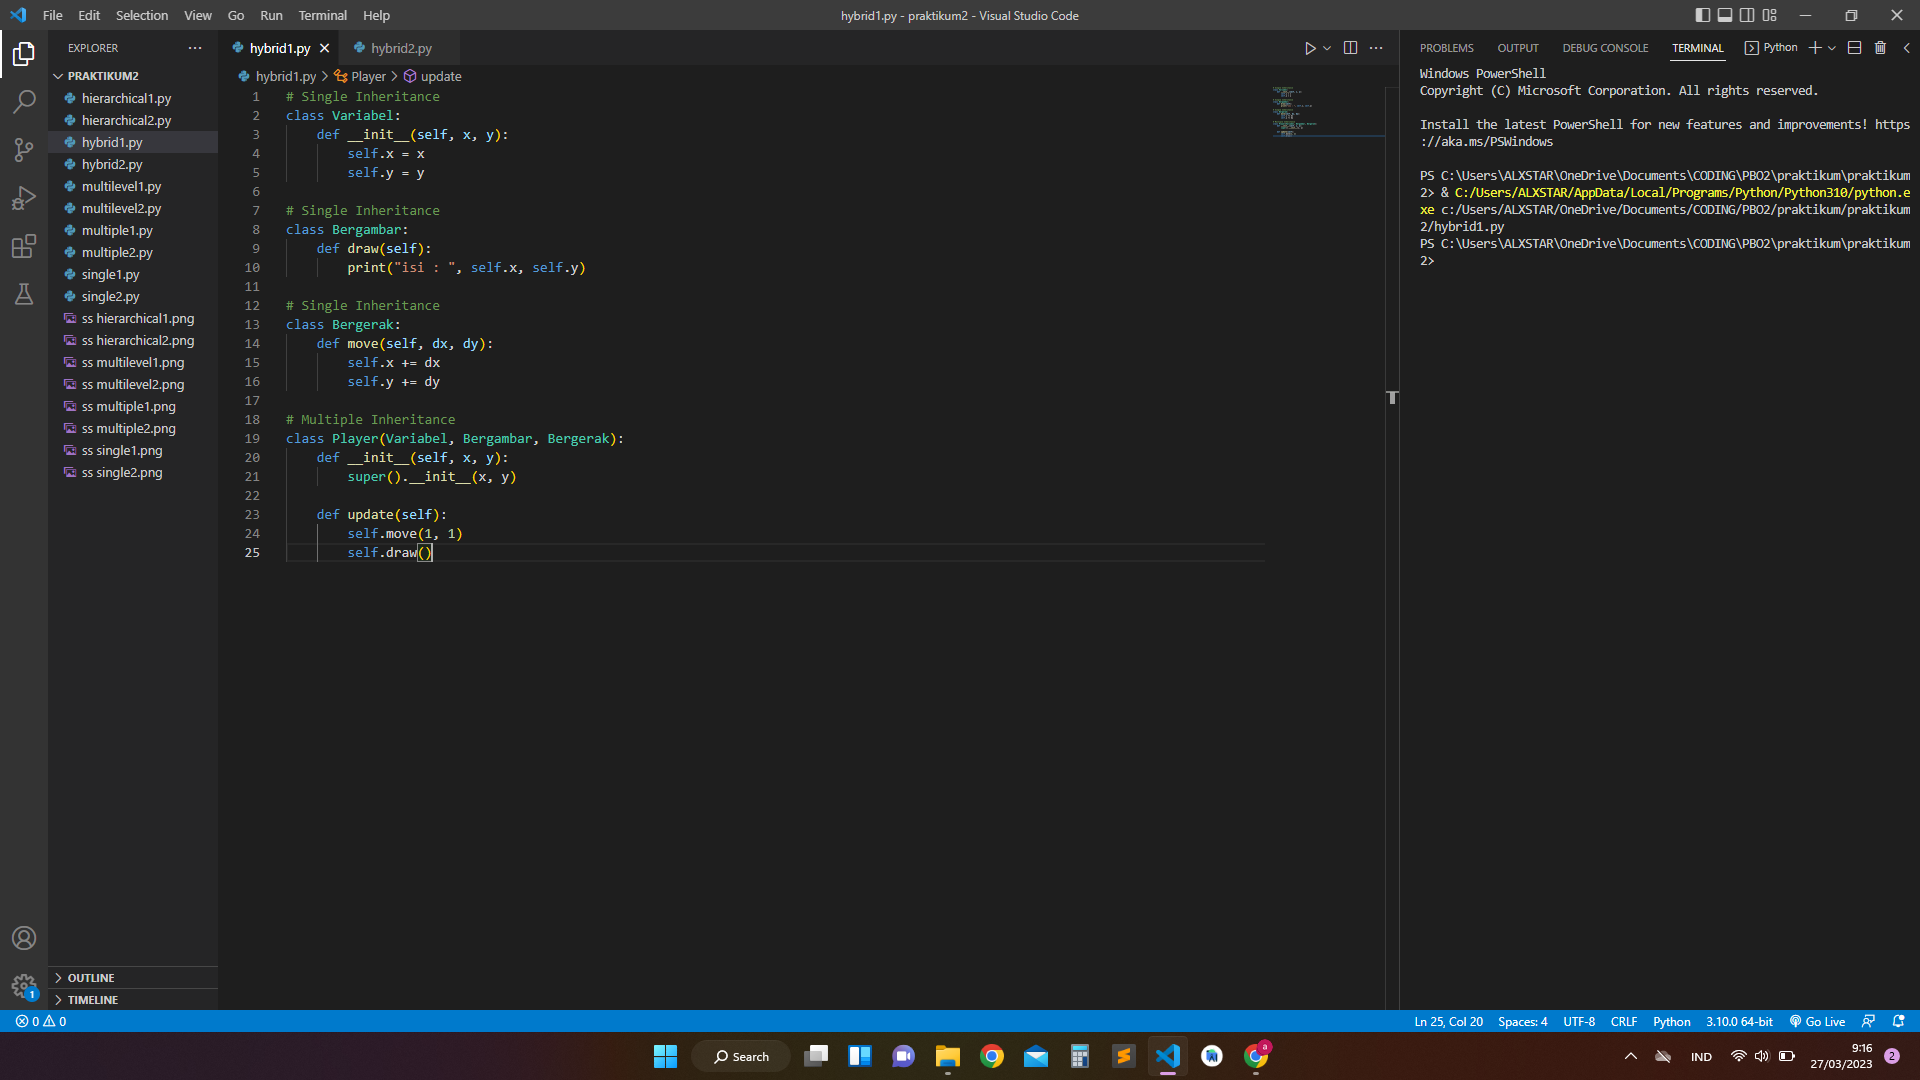 File Edit Selection View Go Run Terminal Help
hybrid1.py - praktikum2 - Visual Studio Code
EXPLORER
PRAKTIKUM2
hierarchical1.py
hierarchical2.py
hybrid1.py
hybrid2.py
multilevel1.py
multilevel2.py
multiple1.py
multiple2.py
single1.py
single2.py
ss hierarchical1.png
ss hierarchical2.png
ss multilevel1.png
ss multilevel2.png
ss multiple1.png
ss multiple2.png
ss single1.png
ss single2.png
OUTLINE
TIMELINE
hybrid1.py hybrid2.py
hybrid1.py > Player > update
1 # Single Inheritance
2 class Variabel:
3     def __init__(self, x, y):
4         self.x = x
5         self.y = y
6
7 # Single Inheritance
8 class Bergambar:
9     def draw(self):
10         print("isi : ", self.x, self.y)
11
12 # Single Inheritance
13 class Bergerak:
14     def move(self, dx, dy):
15         self.x += dx
16         self.y += dy
17
18 # Multiple Inheritance
19 class Player(Variabel, Bergambar, Bergerak):
20     def __init__(self, x, y):
21         super().__init__(x, y)
22
23     def update(self):
24         self.move(1, 1)
25         self.draw()
PROBLEMS OUTPUT DEBUG CONSOLE TERMINAL Python
Windows PowerShell
Copyright (C) Microsoft Corporation. All rights reserved.
Install the latest PowerShell for new features and improvements! https
://aka.ms/PSWindows
PS C:\Users\ALXSTAR\OneDrive\Documents\CODING\PBO2\praktikum\praktikum
2> & C:/Users/ALXSTAR/AppData/Local/Programs/Python/Python310/python.e
xe c:/Users/ALXSTAR/OneDrive/Documents/CODING/PBO2/praktikum/praktikum
2/hybrid1.py
PS C:\Users\ALXSTAR\OneDrive\Documents\CODING\PBO2\praktikum\praktikum
2>
1
0 0
Ln 25, Col 20 Spaces: 4 UTF-8 CRLF Python 3.10.0 64-bit Go Live
Search
a
IND
9:16
27/03/2023
2